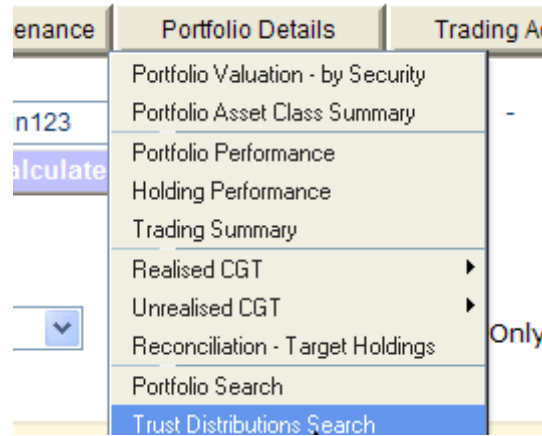 enance Portfolio Details Trading A
Portfolio Valuation - by Security
n123 Portfolio Asset Class Summary -
Portfolio Performance
alculate
Holding Performance
Trading Summary
Realised CGT
Unrealised CGT
Reconciliation - Target Holdings Only
Portfolio Search
Trust Distributions Search